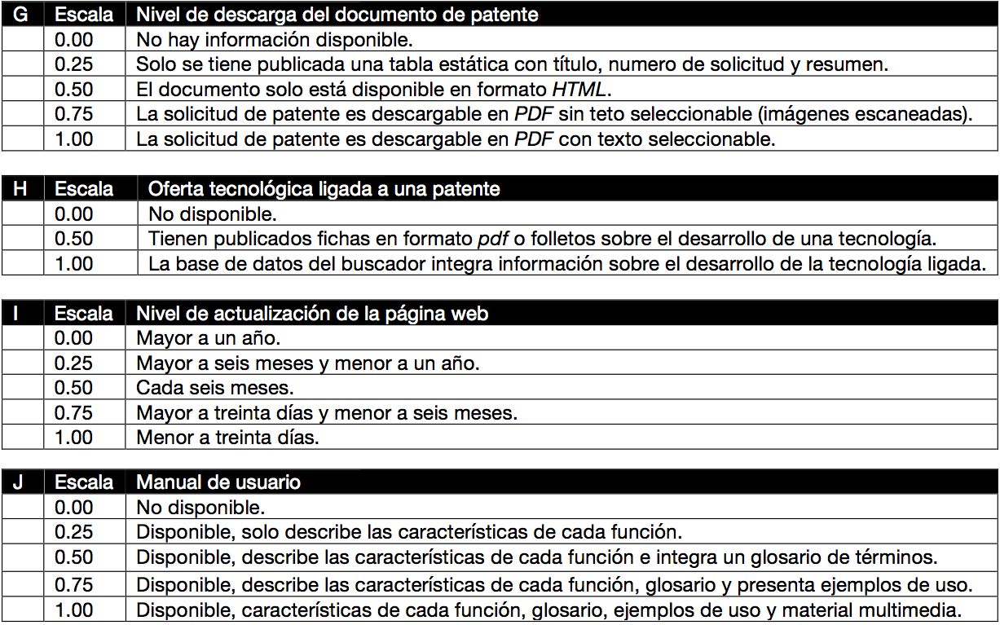 G Escala Nivel de descarga del documento de patente
0.00 No hay información disponible.
0.25 Solo se tiene publicada una tabla estática con título, numero de solicitud y resumen.
0.50 El documento solo está disponible en formato HTML.
0.75 La solicitud de patente es descargable en PDF sin teto seleccionable (imágenes escaneadas).
1.00 La solicitud de patente es descargable en PDF con texto seleccionable.
H Escala Oferta tecnológica ligada a una patente
0.00 No disponible.
0.50 Tienen publicados fichas en formato pdf o folletos sobre el desarrollo de una tecnología.
1.00 La base de datos del buscador integra información sobre el desarrollo de la tecnología ligada.
I Escala Nivel de actualización de la página web
0.00 Mayor a un año.
0.25 Mayor a seis meses y menor a un año.
0.50 Cada seis meses.
0.75 Mayor a treinta días y menor a seis meses.
1.00 Menor a treinta días.
J Escala Manual de usuario
0.00 No disponible.
0.25 Disponible, solo describe las características de cada función.
0.50 Disponible, describe las características de cada función e integra un glosario de términos.
0.75 Disponible, describe las características de cada función, glosario y presenta ejemplos de uso.
1.00 Disponible, características de cada función, glosario, ejemplos de uso y material multimedia.